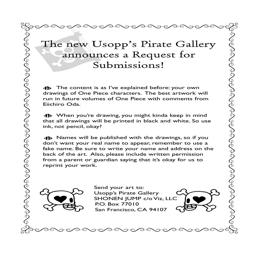 The new Usopp's Pirate Gallery
announces a Request for
Submissions!
The content is as I've explained before: your own
drawings of One Piece characters. The best artwork will
run in future volumes of One Piece with comments from
Eiichiro Oda.
When you're drawing, you might kinda keep in mind
that all drawings will be printed in black and white. So use
ink, not pencil, okay?
Names will be published with the drawings, so if you
don't want your real name to appear, remember to use a
fake name. Be sure to write your name and address on the
back of the art. Also, please include written permission
from a parent or guardian saying that it's okay for us to
reprint your work.
Send your art to:
Usopp's Pirate Gallery
SHONEN JUMP c/o Viz, LLC
P.O. Box 77010
San Francisco, CA 94107